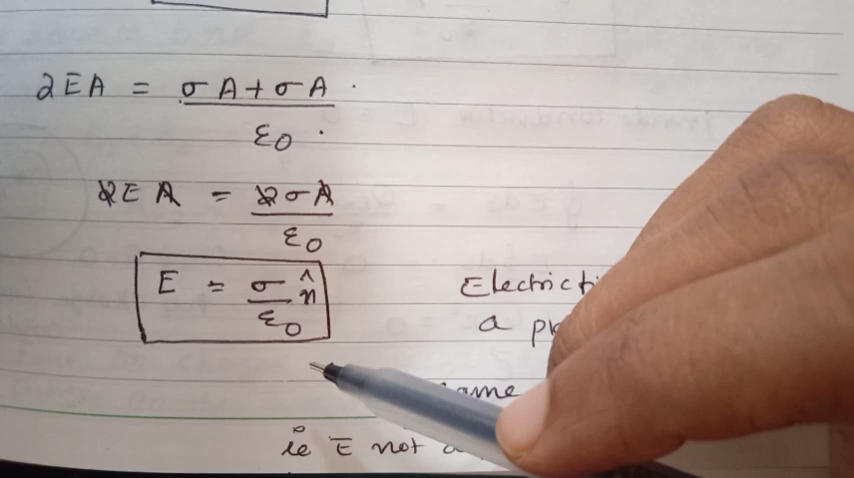 2EA = σA + σA / ε0
2EA = 2σA / ε0
E = σ / ε0 n̂
a
ie E not